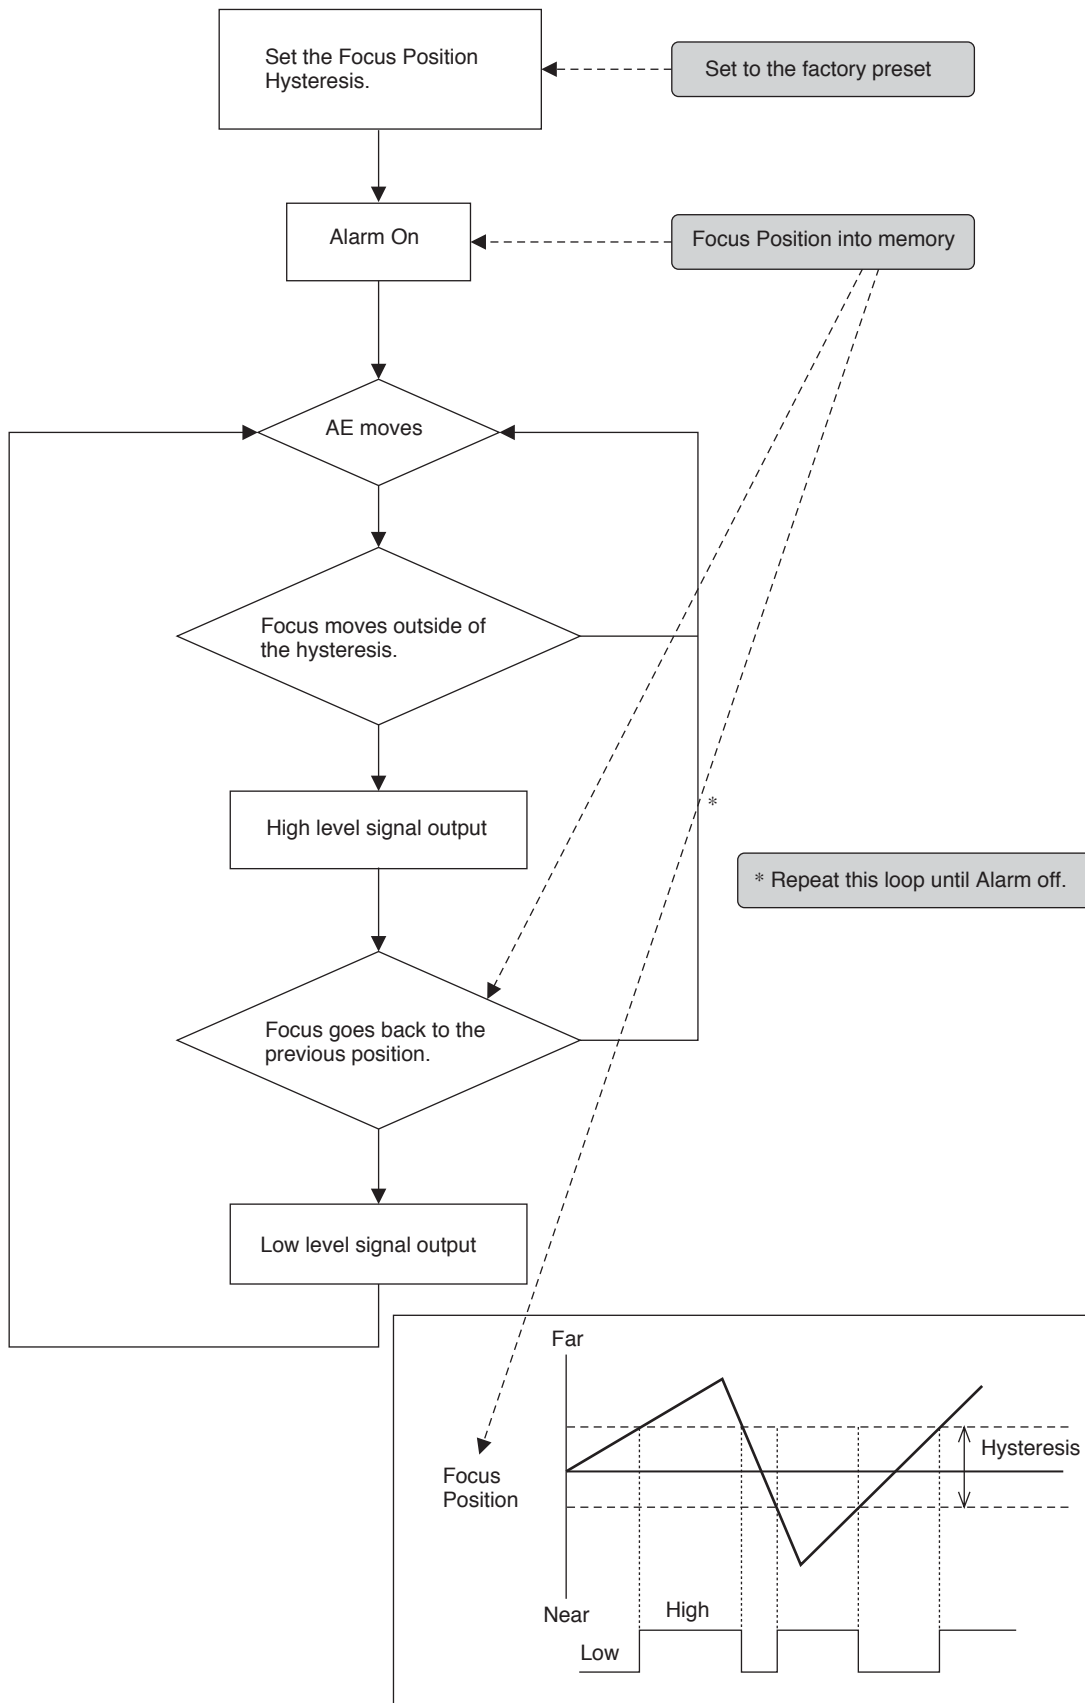 Set the Focus Position
Hysteresis.
Set to the factory preset
Alarm On
Focus Position into memory
AE moves
Focus moves outside of
the hysteresis.
High level signal output
*
* Repeat this loop until Alarm off.
Focus goes back to the
previous position.
Low level signal output
Far
Hysteresis
Focus
Position
Near
High
Low